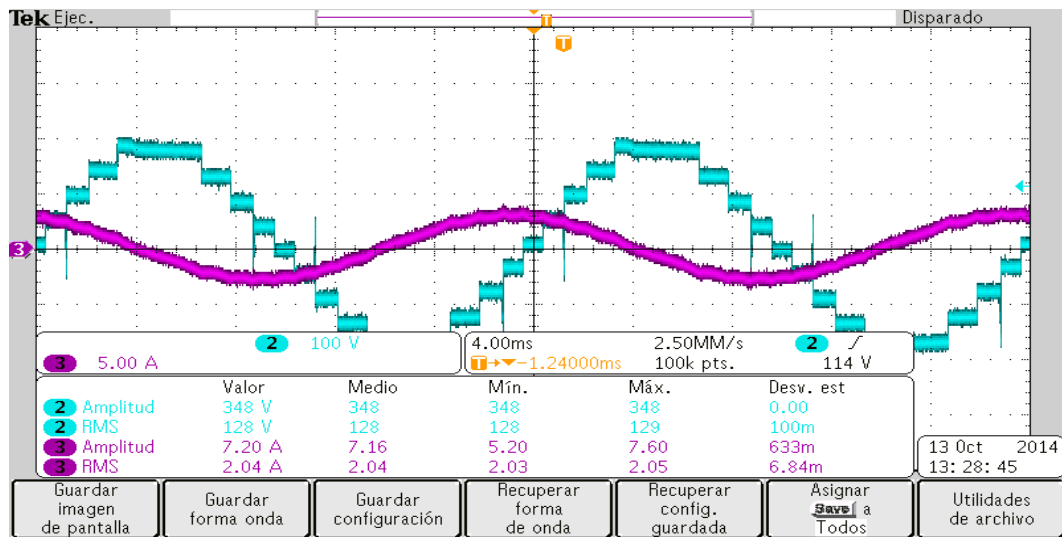 Tek Ejec.
T
Disparado
T
3
2 100 V
3 5.00 A
4.00ms 2.50MM/s 2
T→▼−1.24000ms 100k pts. 114 V
Valor Medio Mín. Máx. Desv. est
2 Amplitud 348 V 348 348 348 0.00
2 RMS 128 V 128 128 129 100m
3 Amplitud 7.20 A 7.16 5.20 7.60 633m
3 RMS 2.04 A 2.04 2.03 2.05 6.84m
13 Oct 2014
13:28:45
Guardar
imagen
de pantalla
Guardar
forma onda
Guardar
configuración
Recuperar
forma
de onda
Recuperar
config.
guardada
Asignar
Save a
Todos
Utilidades
de archivo